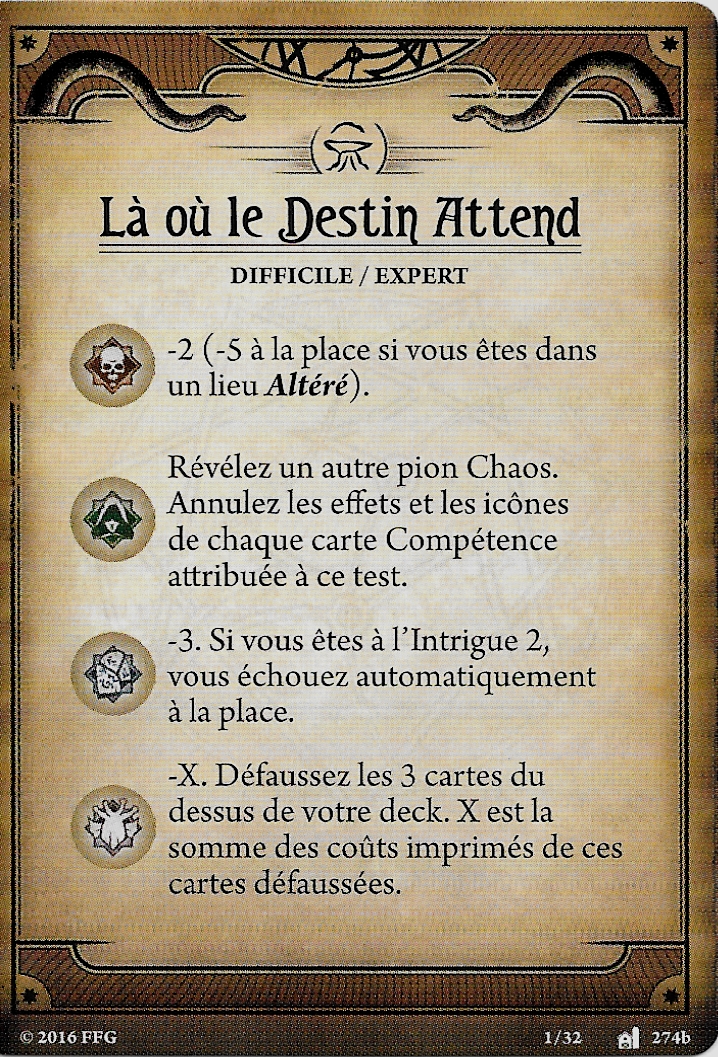 Là où le Destin Attend
DIFFICILE / EXPERT
-2 (-5 à la place si vous êtes dans
un lieu Altéré).
Révélez un autre pion Chaos.
Annulez les effets et les icônes
de chaque carte Compétence
attribuée à ce test.
-3. Si vous êtes à l'Intrigue 2,
vous échouez automatiquement
à la place.
-X. Défaussez les 3 cartes du
dessus de votre deck. X est la
somme des coûts imprimés de ces
cartes défaussées.
© 2016 FFG
1/32
274b